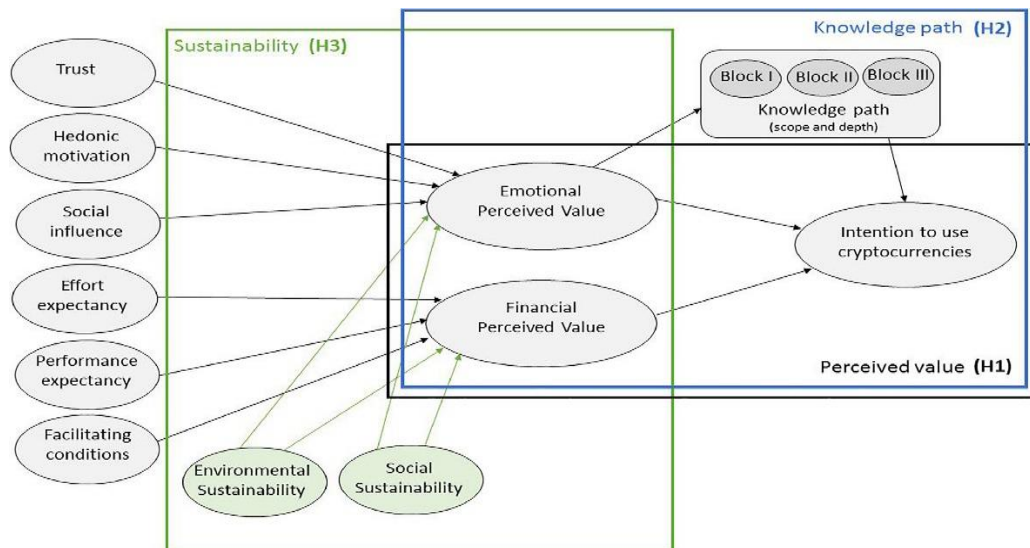 Sustainability (H3)
Knowledge path (H2)
Trust
Hedonic
motivation
Social
influence
Effort
expectancy
Performance
expectancy
Facilitating
conditions
Block I
Block II
Block III
Knowledge path
(scope and depth)
Emotional
Perceived Value
Financial
Perceived Value
Intention to use
cryptocurrencies
Perceived value (H1)
Environmental
Sustainability
Social
Sustainability